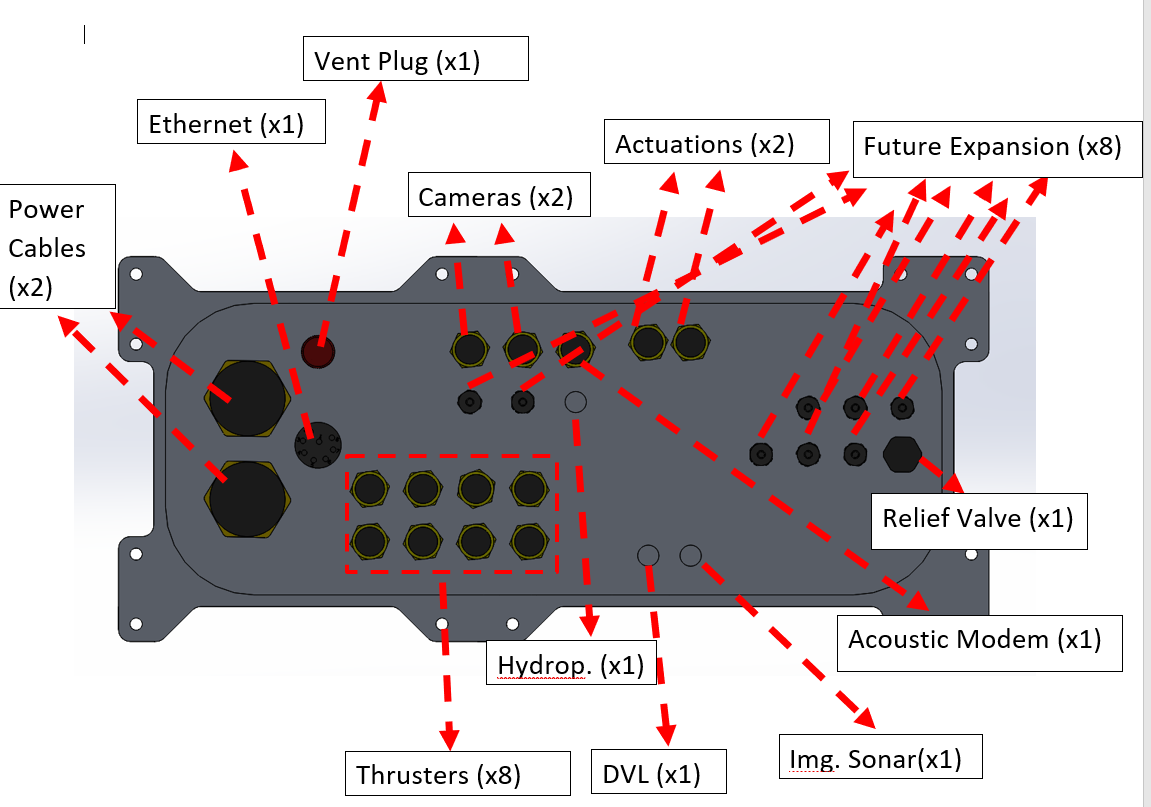 Vent Plug (x1)
Ethernet (x1)
Actuations (x2)
Future Expansion (x8)
Cameras (x2)
Power
Cables
(x2)
Relief Valve (x1)
Acoustic Modem (x1)
Hydrop. (x1)
Thrusters (x8)
DVL (x1)
Img. Sonar(x1)